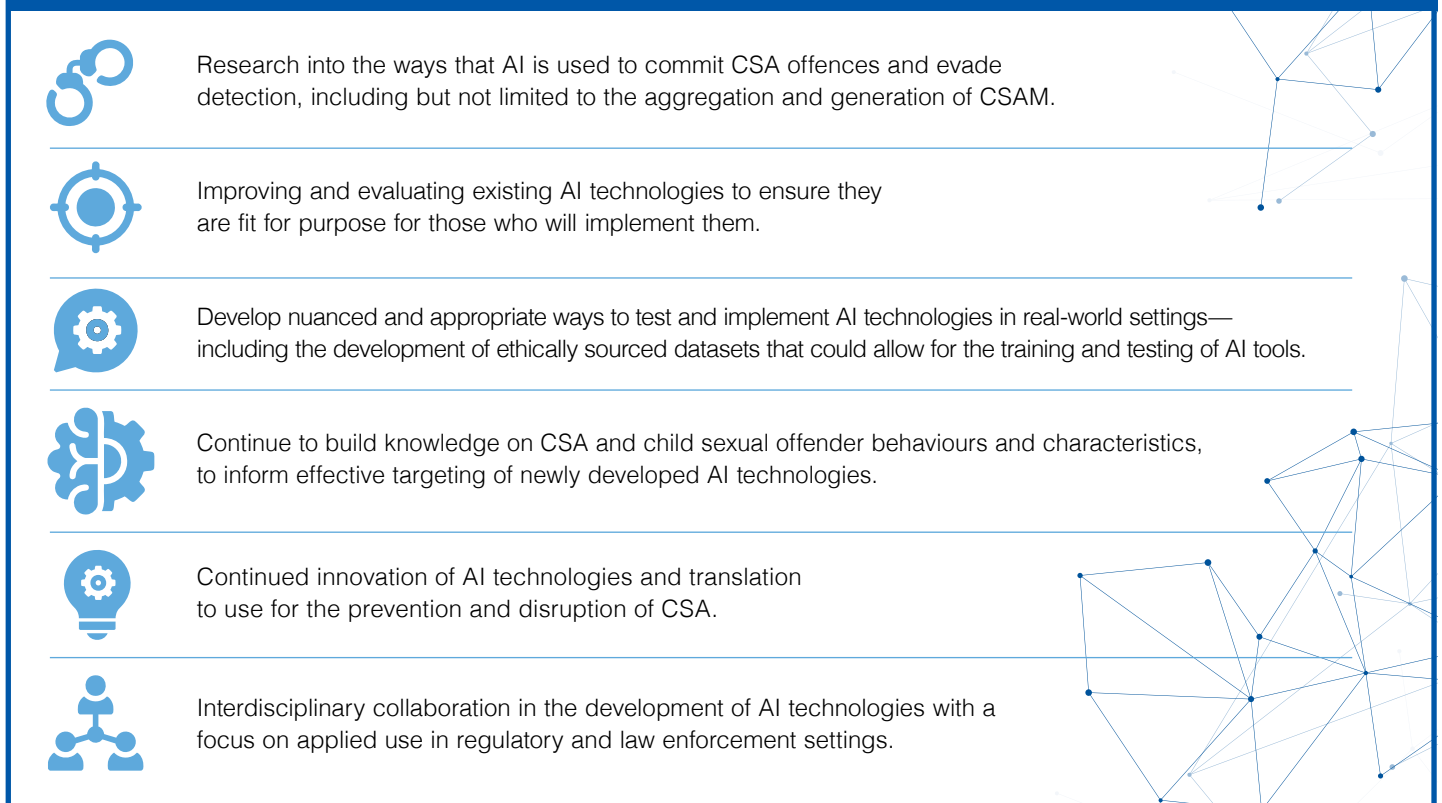 Research into the ways that AI is used to commit CSA offences and evade
detection, including but not limited to the aggregation and generation of CSAM.
Improving and evaluating existing AI technologies to ensure they
are fit for purpose for those who will implement them.
Develop nuanced and appropriate ways to test and implement AI technologies in real-world settings—
including the development of ethically sourced datasets that could allow for the training and testing of AI tools.
Continue to build knowledge on CSA and child sexual offender behaviours and characteristics,
to inform effective targeting of newly developed AI technologies.
Continued innovation of AI technologies and translation
to use for the prevention and disruption of CSA.
Interdisciplinary collaboration in the development of AI technologies with a
focus on applied use in regulatory and law enforcement settings.